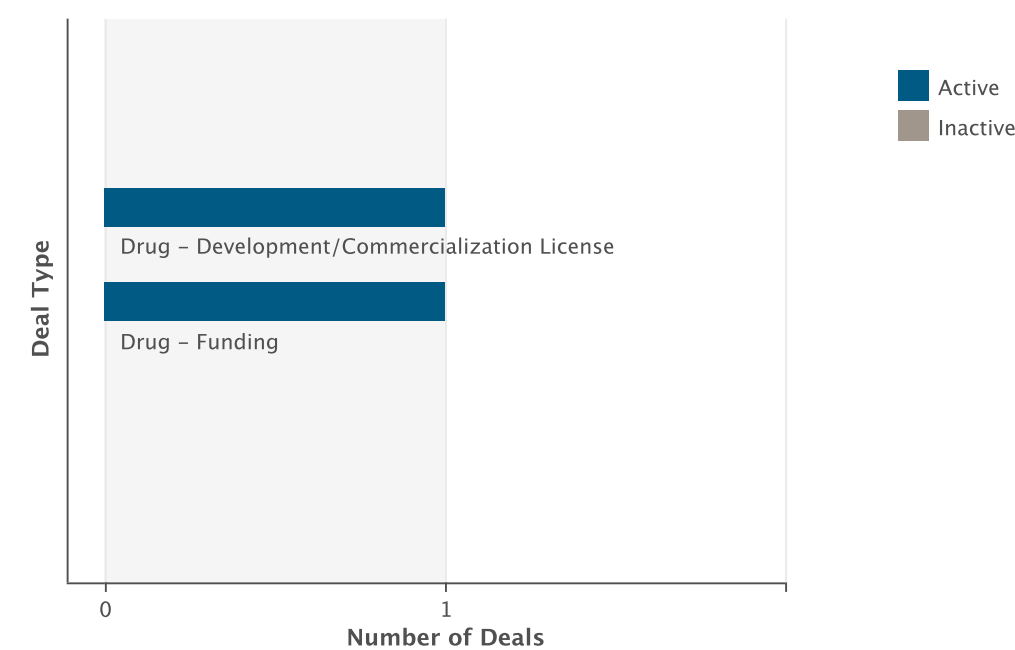 Active
Inactive
Drug – Development/Commercialization License
Drug – Funding
Deal Type
0
1
Number of Deals